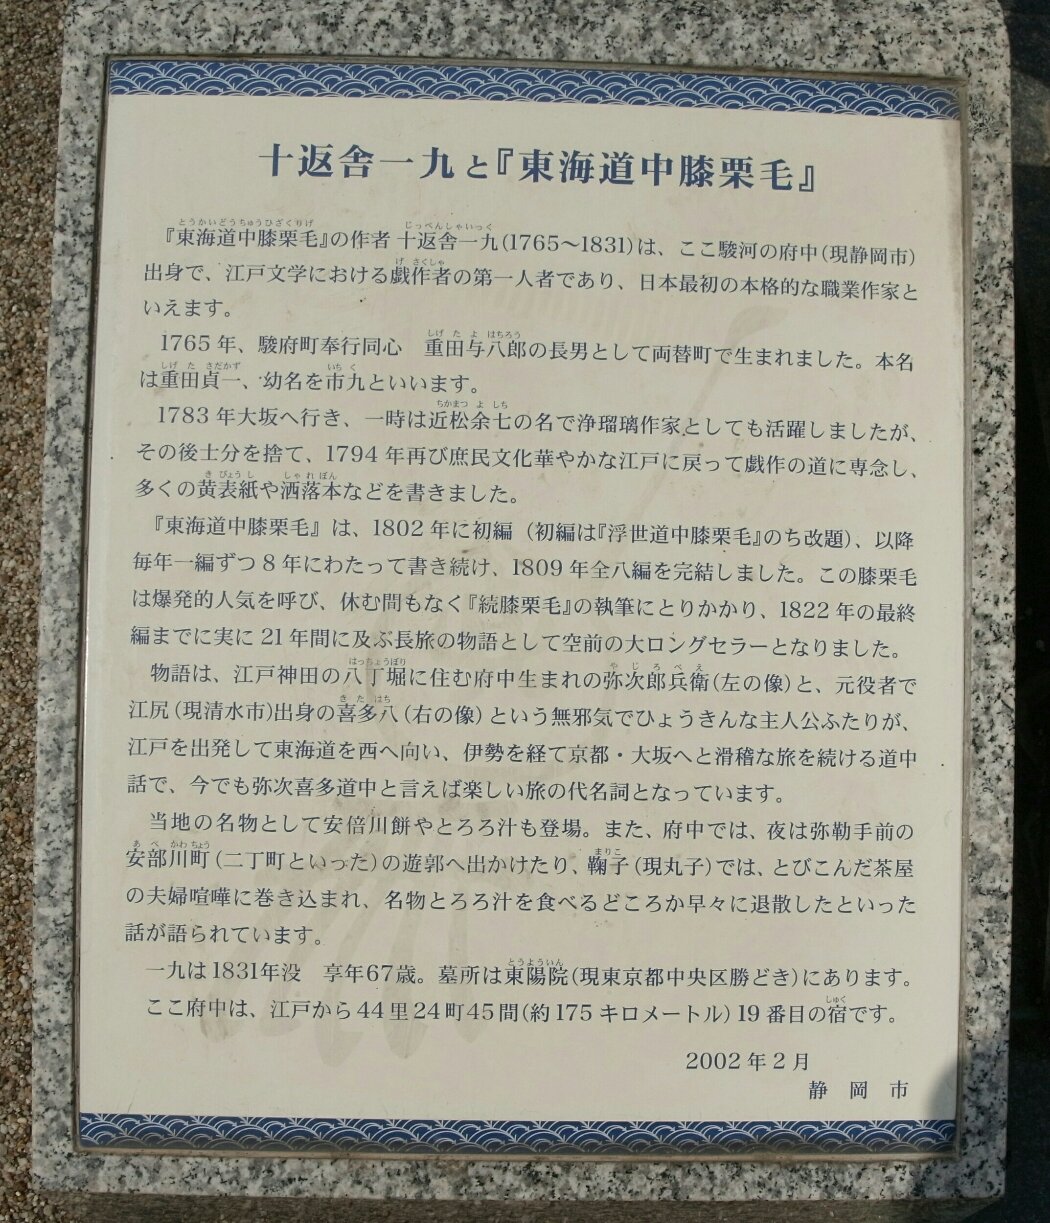 十返舎一九と『東海道中膝栗毛』
『東海道中膝栗毛』の作者 十返舎一九(1765〜1831)は、ここ駿河の府中(現静岡市)
出身で、江戸文学における戯作者の第一人者であり、日本最初の本格的な職業作家と
いえます。
1765年、駿府町奉行同心　重田与八郎の長男として両替町で生まれました。本名
は重田貞一、幼名を市九といいます。
1783年大坂へ行き、一時は近松余七の名で浄瑠璃作家としても活躍しましたが、
その後士分を捨て、1794年再び庶民文化華やかな江戸に戻って戯作の道に専念し、
多くの黄表紙や洒落本などを書きました。
『東海道中膝栗毛』は、1802年に初編（初編は『浮世道中膝栗毛』のち改題)、以降
毎年一編ずつ8年にわたって書き続け、1809年全八編を完結しました。この膝栗毛
は爆発的人気を呼び、休む間もなく『続膝栗毛』の執筆にとりかかり、1822年の最終
編までに実に21年間に及ぶ長旅の物語として空前の大ロングセラーとなりました。
物語は、江戸神田の八丁堀に住む府中生まれの弥次郎兵衛(左の像)と、元役者で
江尻(現清水市)出身の喜多八(右の像)という無邪気でひょうきんな主人公ふたりが、
江戸を出発して東海道を西へ向い、伊勢を経て京都・大坂へと滑稽な旅を続ける道中
話で、今でも弥次喜多道中と言えば楽しい旅の代名詞となっています。
当地の名物として安倍川餅やとろろ汁も登場。また、府中では、夜は弥勒手前の
安部川町(二丁町といった)の遊郭へ出かけたり、鞠子(現丸子)では、とびこんだ茶屋
の夫婦喧嘩に巻き込まれ、名物とろろ汁を食べるどころか早々に退散したといった
話が語られています。
一九は1831年没　享年67歳。墓所は東陽院(現東京都中央区勝どき)にあります。
ここ府中は、江戸から44里24町45間(約175キロメートル)19番目の宿です。
2002年2月
静　岡　市